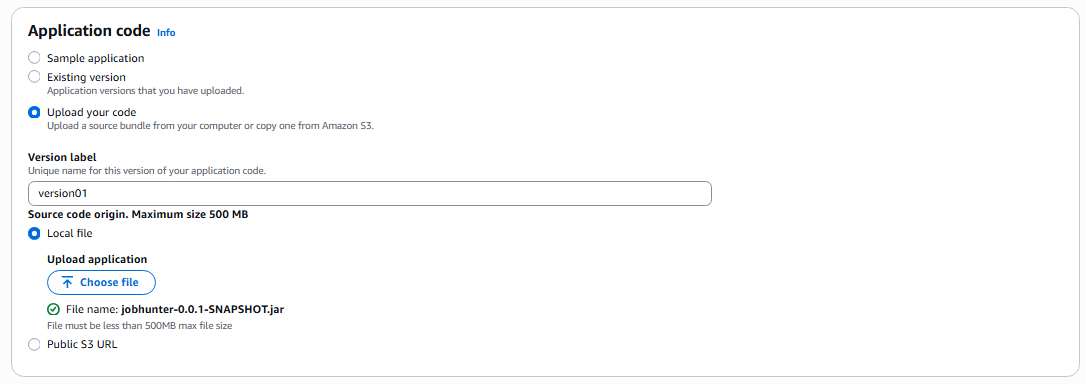 Application code Info
Sample application
Existing version
Application versions that you have uploaded.
Upload your code
Upload a source bundle from your computer or copy one from Amazon S3.
Version label
Unique name for this version of your application code.
version01
Source code origin. Maximum size 500 MB
Local file
Upload application
Choose file
File name: jobhunter-0.0.1-SNAPSHOT.jar
File must be less than 500MB max file size
Public S3 URL